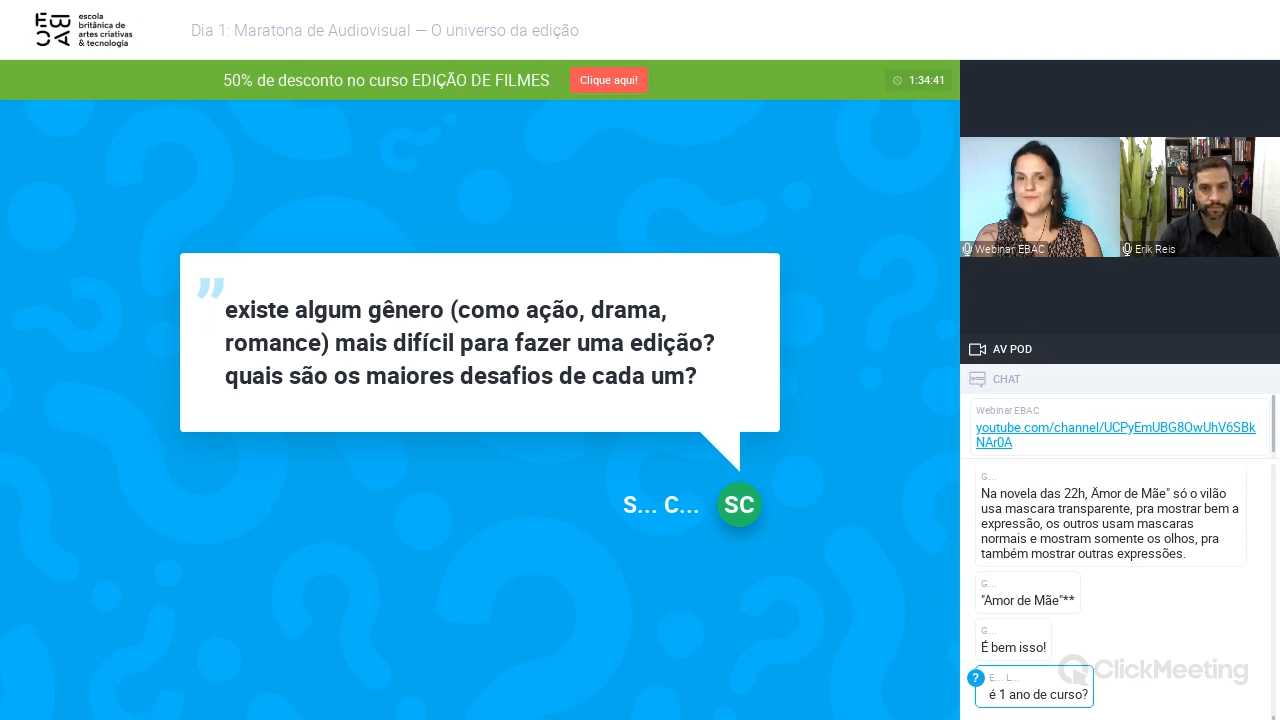 EBAC
escola
britânica de
artes criativas
& tecnologia
Dia 1: Maratona de Audiovisual — O universo da edição
50% de desconto no curso EDIÇÃO DE FILMES
Clique aqui!
1:34:41
”
existe algum gênero (como ação, drama,
romance) mais difícil para fazer uma edição?
quais são os maiores desafios de cada um?
S... C...
SC
Webinar EBAC
Erik Reis
AV POD
CHAT
Webinar EBAC
youtube.com/channel/UCPyEmUBG8OwUhV6SBk
NAr0A
G...
Na novela das 22h, Ämor de Mãe" só o vilão
usa mascara transparente, pra mostrar bem a
expressão, os outros usam mascaras
normais e mostram somente os olhos, pra
também mostrar outras expressões.
G...
"Amor de Mãe"**
G...
É bem isso!
?
E... L...
é 1 ano de curso?
ClickMeeting